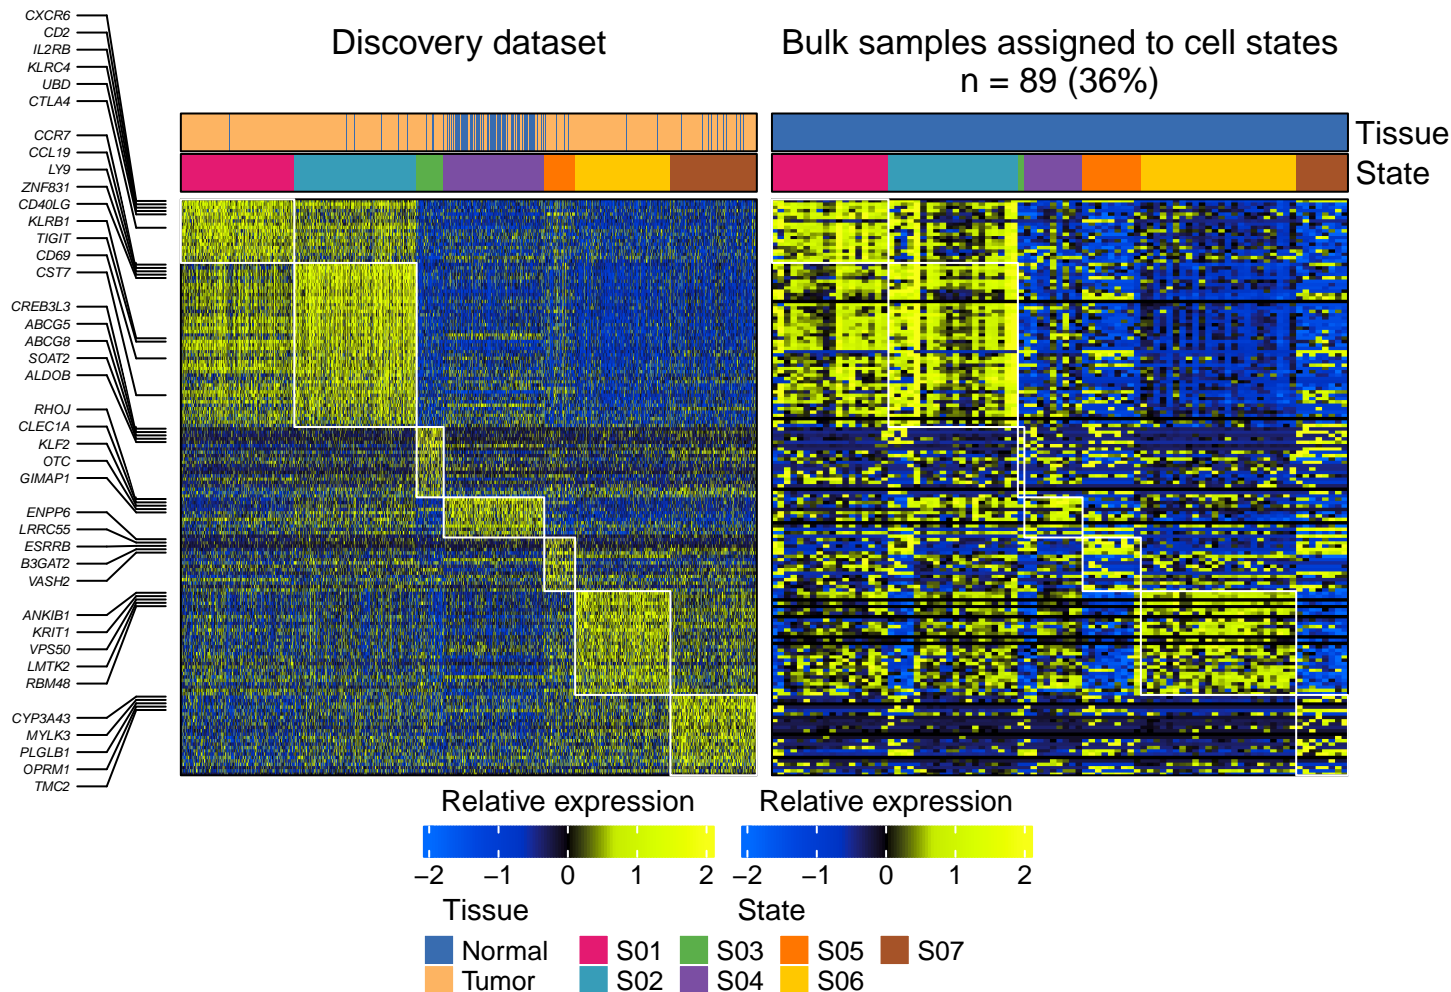 Discovery dataset
Bulk samples assigned to cell states
n = 89 (36%)
Tissue
State
CXCR6
CD2
IL2RB
KLRC4
UBD
CTLA4
CCR7
CCL19
LY9
ZNF831
CD40LG
KLRB1
TIGIT
CD69
CST7
CREB3L3
ABCG5
ABCG8
SOAT2
ALDOB
RHOJ
CLEC1A
KLF2
OTC
GIMAP1
ENPP6
LRRC55
ESRRB
B3GAT2
VASH2
ANKIB1
KRIT1
VPS50
LMTK2
RBM48
CYP3A43
MYLK3
PLGLB1
OPRM1
TMC2
Relative expression
−2 −1 0 1 2
Relative expression
−2 −1 0 1 2
Tissue
Normal
Tumor
State
S01 S03 S05 S07
S02 S04 S06